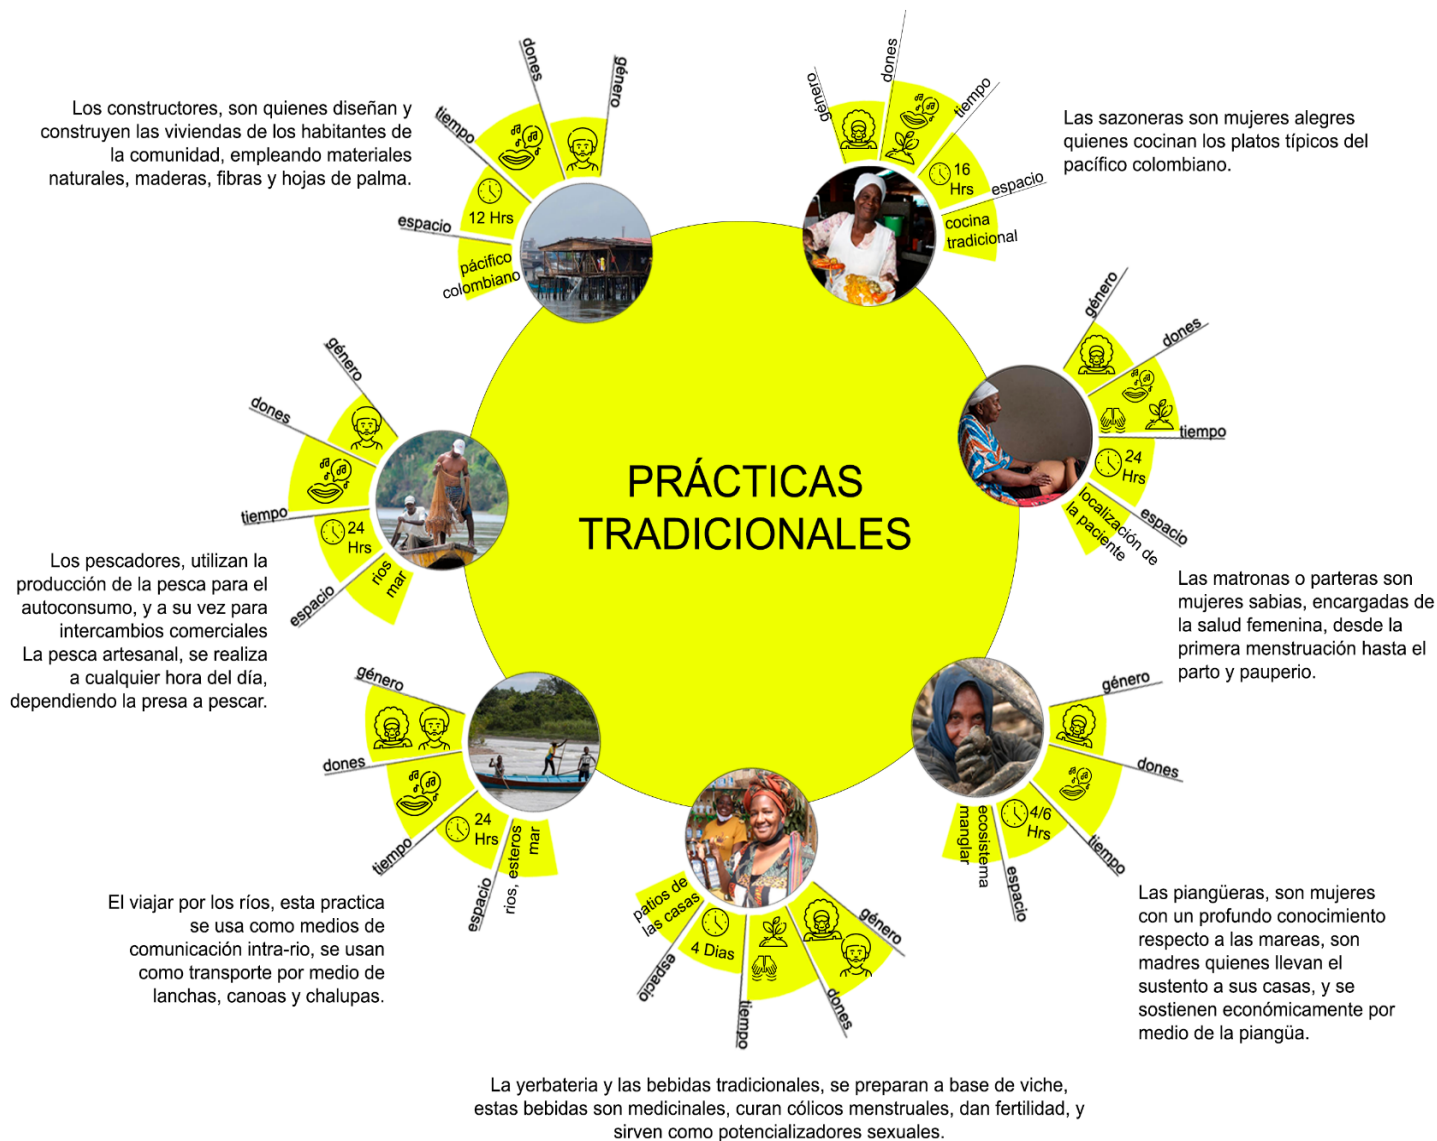 PRÁCTICAS
TRADICIONALES
Los constructores, son quienes diseñan y
construyen las viviendas de los habitantes de
la comunidad, empleando materiales
naturales, maderas, fibras y hojas de palma.
género
dones
tiempo
12 Hrs
espacio
pácifico
colombiano
género
dones
tiempo
16
Hrs
espacio
cocina
tradicional
Las sazoneras son mujeres alegres
quienes cocinan los platos típicos del
pacífico colombiano.
género
dones
tiempo
24
Hrs
espacio
localización de
la paciente
Las matronas o parteras son
mujeres sabias, encargadas de
la salud femenina, desde la
primera menstruación hasta el
parto y pauperio.
género
dones
tiempo
4/6
Hrs
espacio
ecosistema
manglar
Las piangüeras, son mujeres
con un profundo conocimiento
respecto a las mareas, son
madres quienes llevan el
sustento a sus casas, y se
sostienen económicamente por
medio de la piangüa.
género
dones
tiempo
4 Dias
espacio
patios de
las casas
La yerbateria y las bebidas tradicionales, se preparan a base de viche,
estas bebidas son medicinales, curan cólicos menstruales, dan fertilidad, y
sirven como potencializadores sexuales.
género
dones
tiempo
24
Hrs
espacio
rios, esteros
mar
El viajar por los ríos, esta practica
se usa como medios de
comunicación intra-rio, se usan
como transporte por medio de
lanchas, canoas y chalupas.
género
dones
tiempo
24
Hrs
espacio
rios
mar
Los pescadores, utilizan la
producción de la pesca para el
autoconsumo, y a su vez para
intercambios comerciales
La pesca artesanal, se realiza
a cualquier hora del día,
dependiendo la presa a pescar.